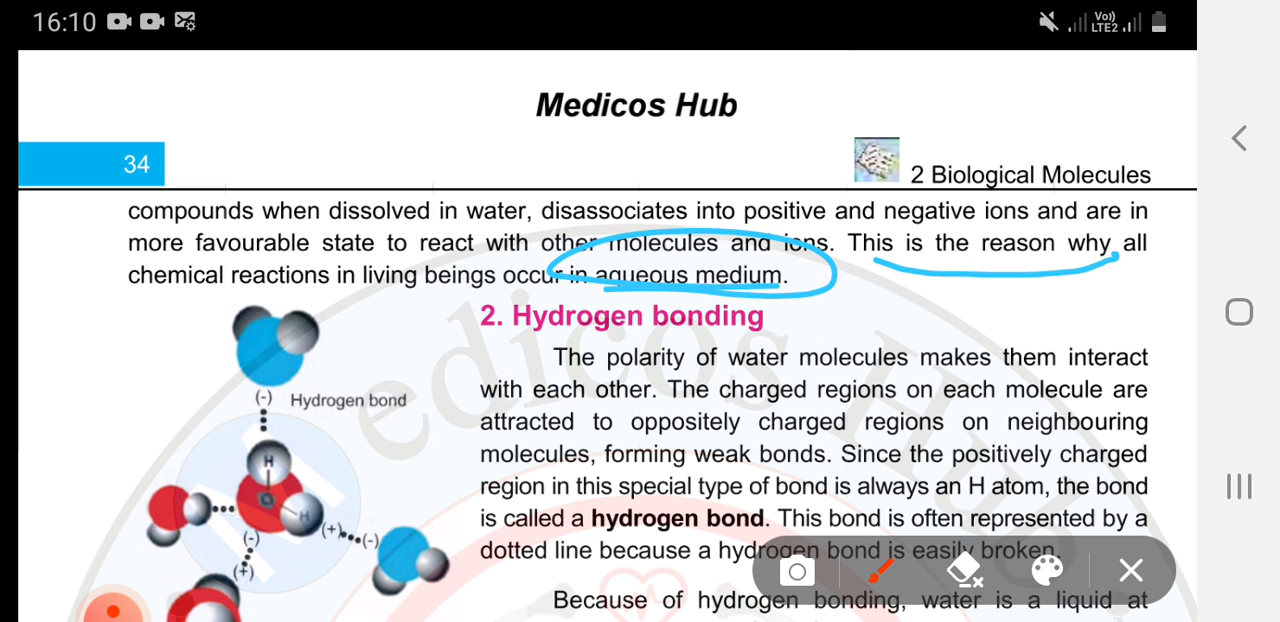 16:10
Vo))
LTE2
Medicos Hub
34
2 Biological Molecules
compounds when dissolved in water, disassociates into positive and negative ions and are in
more favourable state to react with other molecules and ions. This is the reason why all
chemical reactions in living beings occur in aqueous medium.
2. Hydrogen bonding
The polarity of water molecules makes them interact
with each other. The charged regions on each molecule are
attracted to oppositely charged regions on neighbouring
molecules, forming weak bonds. Since the positively charged
region in this special type of bond is always an H atom, the bond
is called a hydrogen bond. This bond is often represented by a
dotted line because a hydrogen bond is easily broken.
Because of hydrogen bonding, water is a liquid at
(-) Hydrogen bond
H
O
H
(+) (-)
(-)
(+)
Medicos Hub